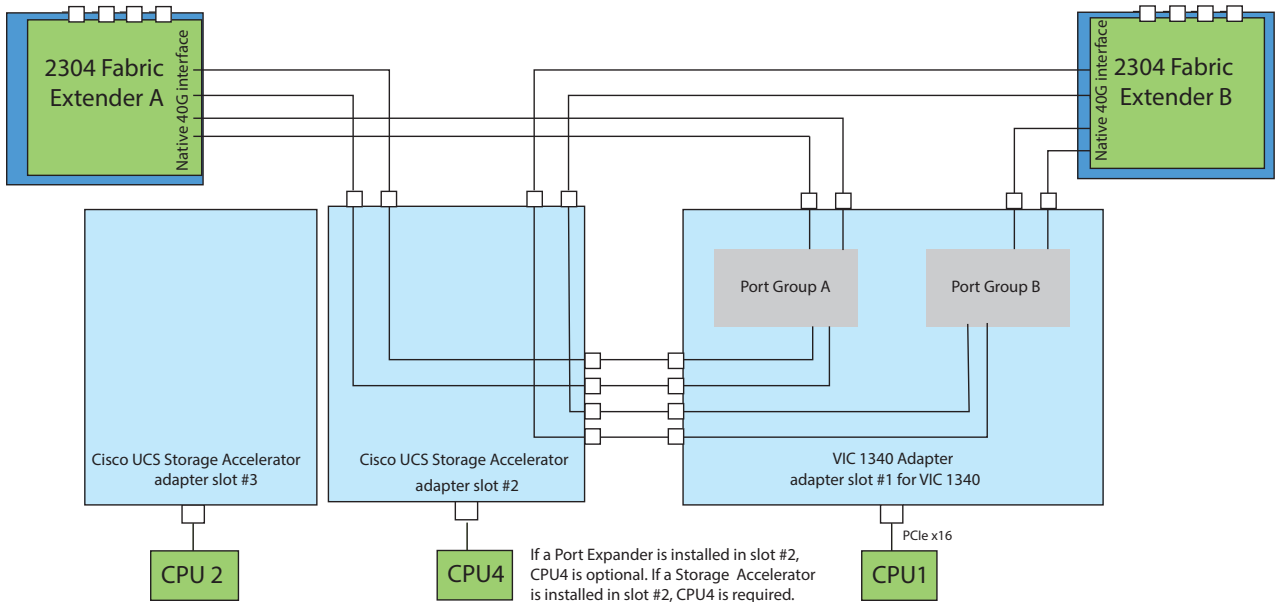 2304 Fabric
Extender A
Native 40G interface
2304 Fabric
Extender B
Native 40G interface
Port Group A
Port Group B
Cisco UCS Storage Accelerator
adapter slot #3
Cisco UCS Storage Accelerator
adapter slot #2
VIC 1340 Adapter
adapter slot #1 for VIC 1340
PCIe x16
CPU 2
CPU4
If a Port Expander is installed in slot #2,
CPU4 is optional. If a Storage Accelerator
is installed in slot #2, CPU4 is required.
CPU1